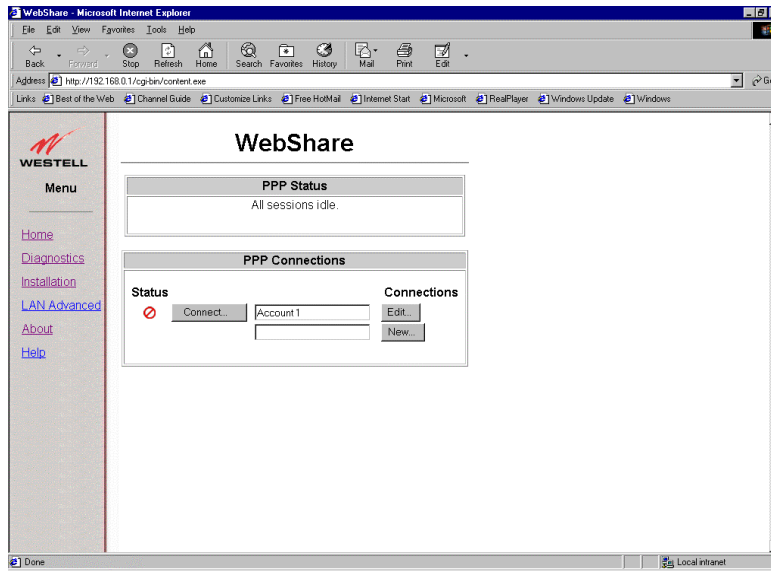 WebShare - Microsoft Internet Explorer
File Edit View Favorites Tools Help
Back Forward Stop Refresh Home Search Favorites History Mail Print Edit
Address http://192.168.0.1/cgi-bin/content.exe
Links Best of the Web Channel Guide Customize Links Free HotMail Internet Start Microsoft RealPlayer Windows Update Windows
WESTELL
Menu
Home
Diagnostics
Installation
LAN Advanced
About
Help
WebShare
PPP Status
All sessions idle.
PPP Connections
Status Connections
Connect... Account 1 Edit...
New...
Done Local intranet